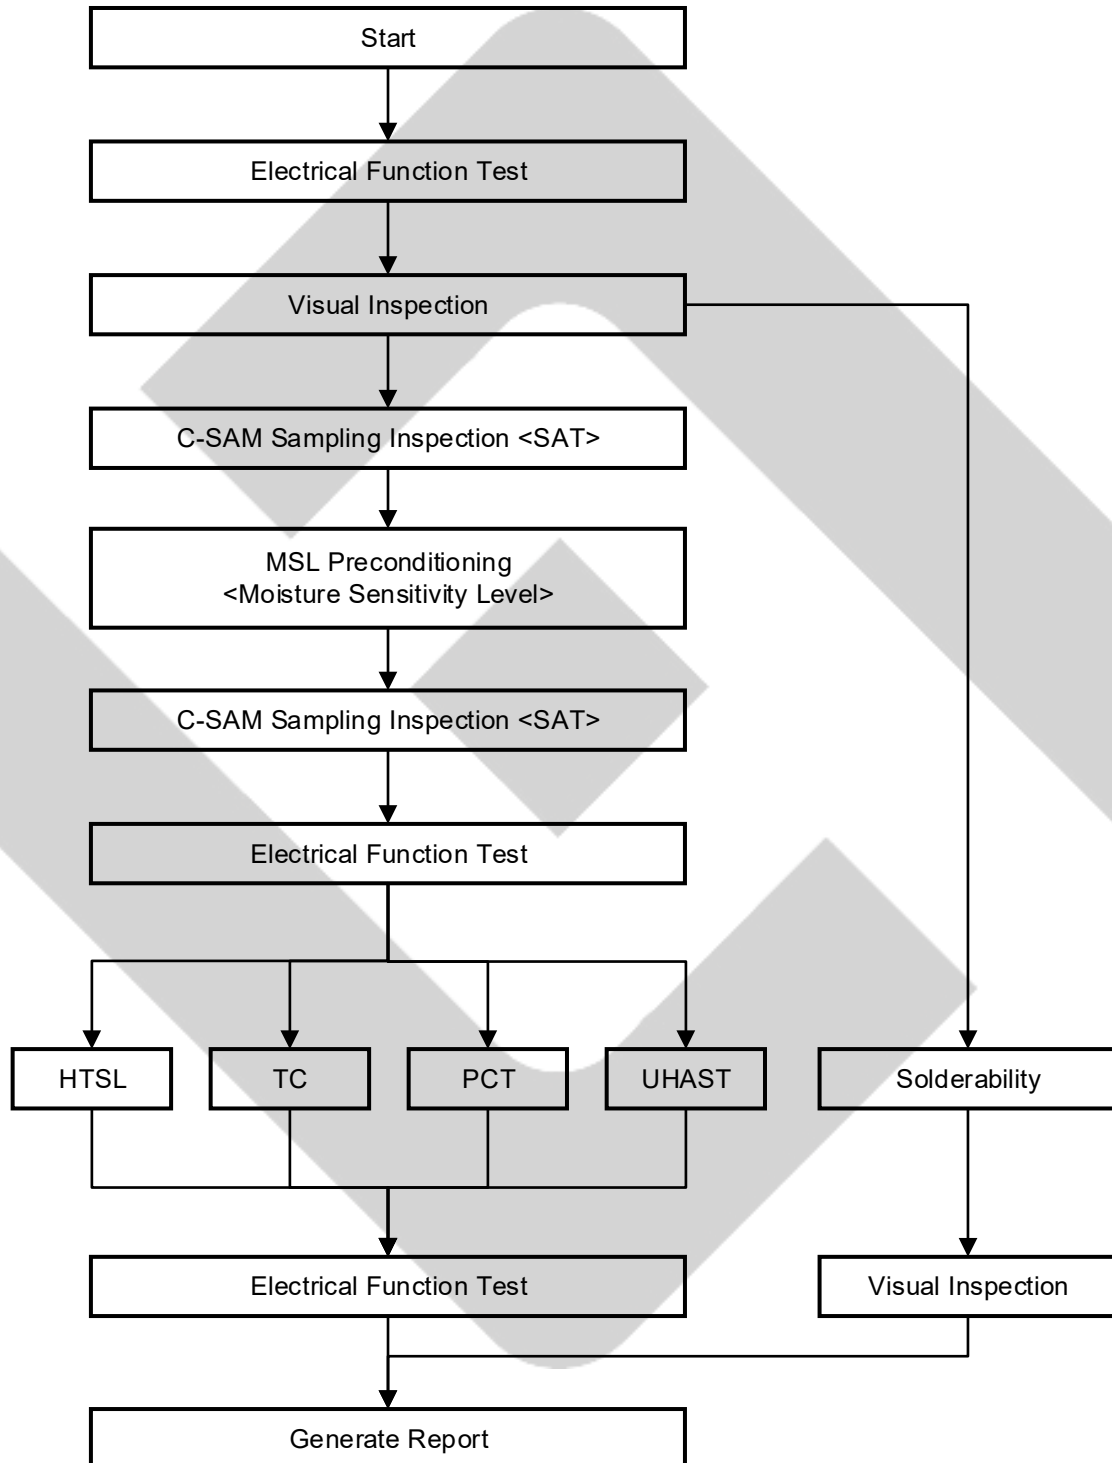 Start
Electrical Function Test
Visual Inspection
C-SAM Sampling Inspection <SAT>
MSL Preconditioning
<Moisture Sensitivity Level>
C-SAM Sampling Inspection <SAT>
Electrical Function Test
HTSL
TC
PCT
UHAST
Solderability
Electrical Function Test
Visual Inspection
Generate Report